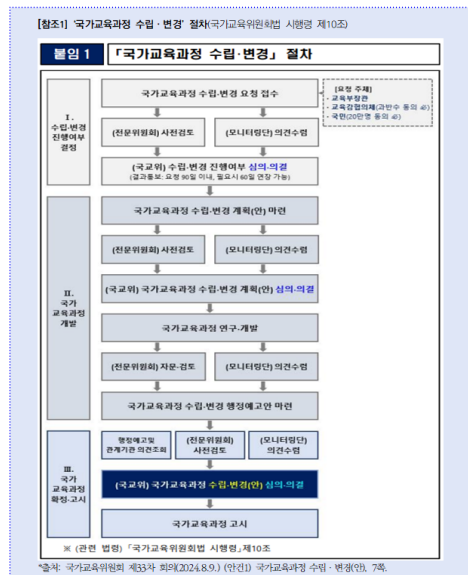 [참조1] '국가교육과정 수립·변경' 절차(국가교육위원회법 시행령 제10조)
붙임 1 「국가교육과정 수립·변경」 절차
국가교육과정 수립·변경 요청 접수
[요청 주체]
- 교육부장관
- 교육감협의체(과반수 동의 必)
- 국민(20만명 동의 必)
Ⅰ.
수립·변경
진행여부
결정
(전문위원회) 사전검토
(모니터링단) 의견수렴
(국교위) 수립·변경 진행여부 심의·의결
(결과통보: 요청 90일 이내, 필요시 60일 연장 가능)
Ⅱ.
국가
교육과정
개발
국가교육과정 수립·변경 계획(안) 마련
(전문위원회) 사전검토
(모니터링단) 의견수렴
(국교위) 국가교육과정 수립·변경 계획(안) 심의·의결
국가교육과정 연구·개발
(전문위원회) 자문·검토
(모니터링단) 의견수렴
국가교육과정 수립·변경 행정예고안 마련
Ⅲ.
국가
교육과정
확정·고시
행정예고및
관계기관 의견조회
(전문위원회)
사전검토
(모니터링단)
의견수렴
(국교위) 국가교육과정 수립·변경(안) 심의·의결
국가교육과정 고시
※ (관련 법령) 「국가교육위원회법 시행령」제10조
*출처: 국가교육위원회 제33차 회의(2024.8.9.) (안건1) 국가교육과정 수립·변경(안), 7쪽.